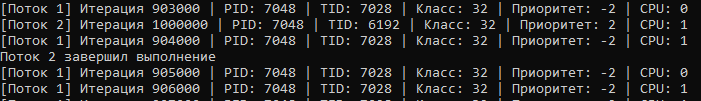 [Поток 1] Итерация 903000 | PID: 7048 | TID: 7028 | Класс: 32 | Приоритет: -2 | CPU: 0
[Поток 2] Итерация 1000000 | PID: 7048 | TID: 6192 | Класс: 32 | Приоритет: 2 | CPU: 1
[Поток 1] Итерация 904000 | PID: 7048 | TID: 7028 | Класс: 32 | Приоритет: -2 | CPU: 1
Поток 2 завершил выполнение
[Поток 1] Итерация 905000 | PID: 7048 | TID: 7028 | Класс: 32 | Приоритет: -2 | CPU: 0
[Поток 1] Итерация 906000 | PID: 7048 | TID: 7028 | Класс: 32 | Приоритет: -2 | CPU: 1